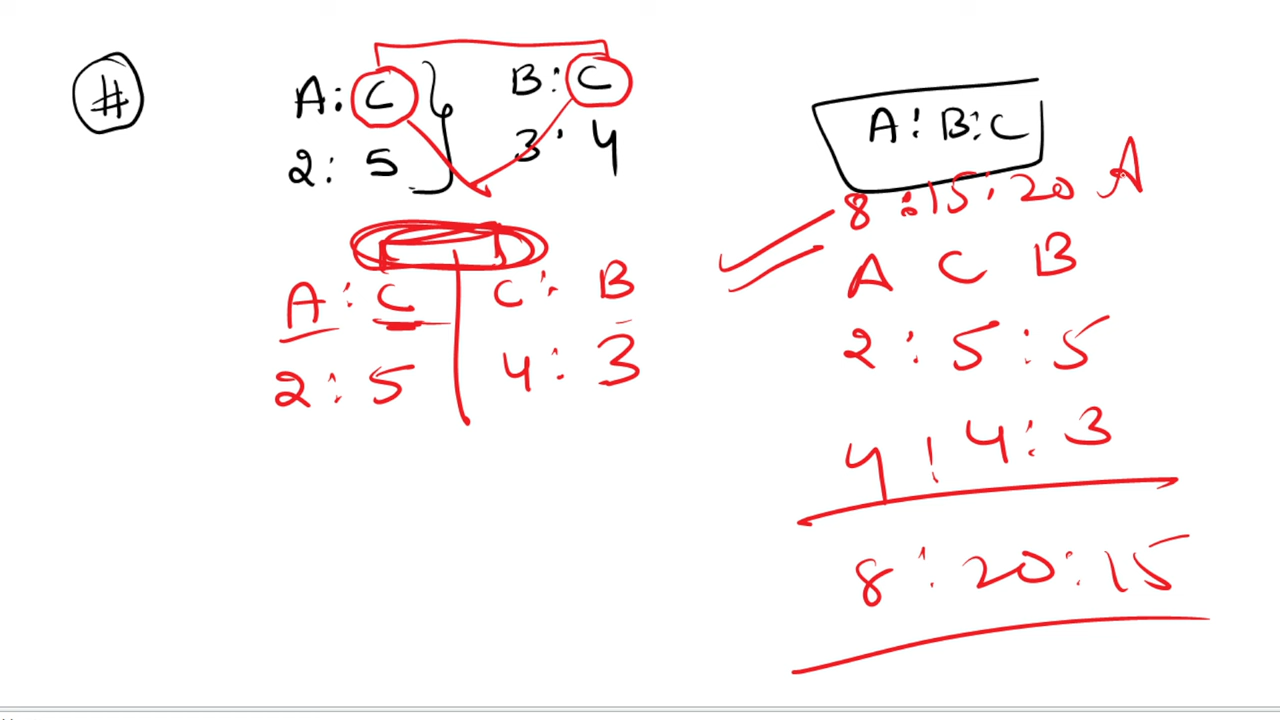 #
A : C } B : C
2 : 5 3 : 4
A : B : C
8 : 15 : 20 A
A : C C : B
2 : 5 4 : 3
A C B
2 : 5 : 5
4 : 4 : 3
8 : 20 : 15